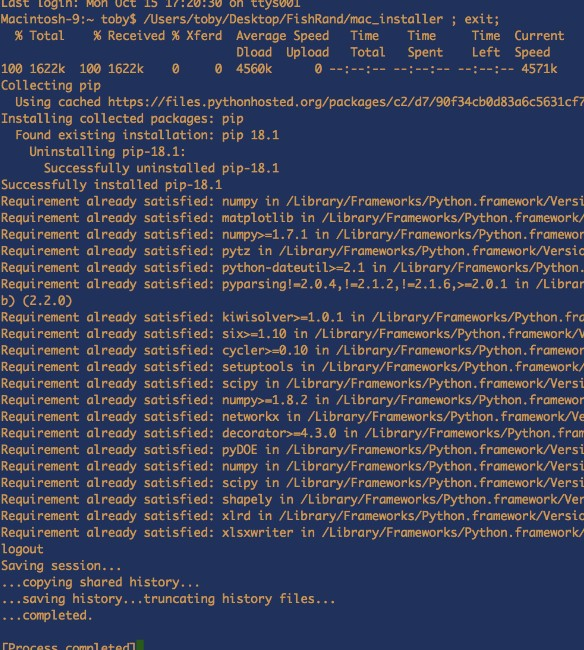 Last login: Mon Oct 15 17:20:30 on ttys001
Macintosh-9:~ toby$ /Users/toby/Desktop/FishRand/mac_installer ; exit;
% Total % Received % Xferd Average Speed Time Time Time Current
Dload Upload Total Spent Left Speed
100 1622k 100 1622k 0 0 4560k 0 --:--:-- --:--:-- --:--:-- 4571k
Collecting pip
Using cached https://files.pythonhosted.org/packages/c2/d7/90f34cb0d83a6c5631cf7
Installing collected packages: pip
Found existing installation: pip 18.1
Uninstalling pip-18.1:
Successfully uninstalled pip-18.1
Successfully installed pip-18.1
Requirement already satisfied: numpy in /Library/Frameworks/Python.framework/Versi
Requirement already satisfied: matplotlib in /Library/Frameworks/Python.framework/
Requirement already satisfied: numpy>=1.7.1 in /Library/Frameworks/Python.framewor
Requirement already satisfied: pytz in /Library/Frameworks/Python.framework/Versio
Requirement already satisfied: python-dateutil>=2.1 in /Library/Frameworks/Python.
Requirement already satisfied: pyparsing!=2.0.4,!=2.1.2,!=2.1.6,>=2.0.1 in /Librar
b) (2.2.0)
Requirement already satisfied: kiwisolver>=1.0.1 in /Library/Frameworks/Python.fra
Requirement already satisfied: six>=1.10 in /Library/Frameworks/Python.framework/V
Requirement already satisfied: cycler>=0.10 in /Library/Frameworks/Python.framewor
Requirement already satisfied: setuptools in /Library/Frameworks/Python.framework/
Requirement already satisfied: scipy in /Library/Frameworks/Python.framework/Versi
Requirement already satisfied: numpy>=1.8.2 in /Library/Frameworks/Python.framewor
Requirement already satisfied: networkx in /Library/Frameworks/Python.framework/Ve
Requirement already satisfied: decorator>=4.3.0 in /Library/Frameworks/Python.fram
Requirement already satisfied: pyDOE in /Library/Frameworks/Python.framework/Versi
Requirement already satisfied: numpy in /Library/Frameworks/Python.framework/Versi
Requirement already satisfied: scipy in /Library/Frameworks/Python.framework/Versi
Requirement already satisfied: shapely in /Library/Frameworks/Python.framework/Ver
Requirement already satisfied: xlrd in /Library/Frameworks/Python.framework/Versio
Requirement already satisfied: xlsxwriter in /Library/Frameworks/Python.framework/
logout
Saving session...
...copying shared history...
...saving history...truncating history files...
...completed.
[Process completed]